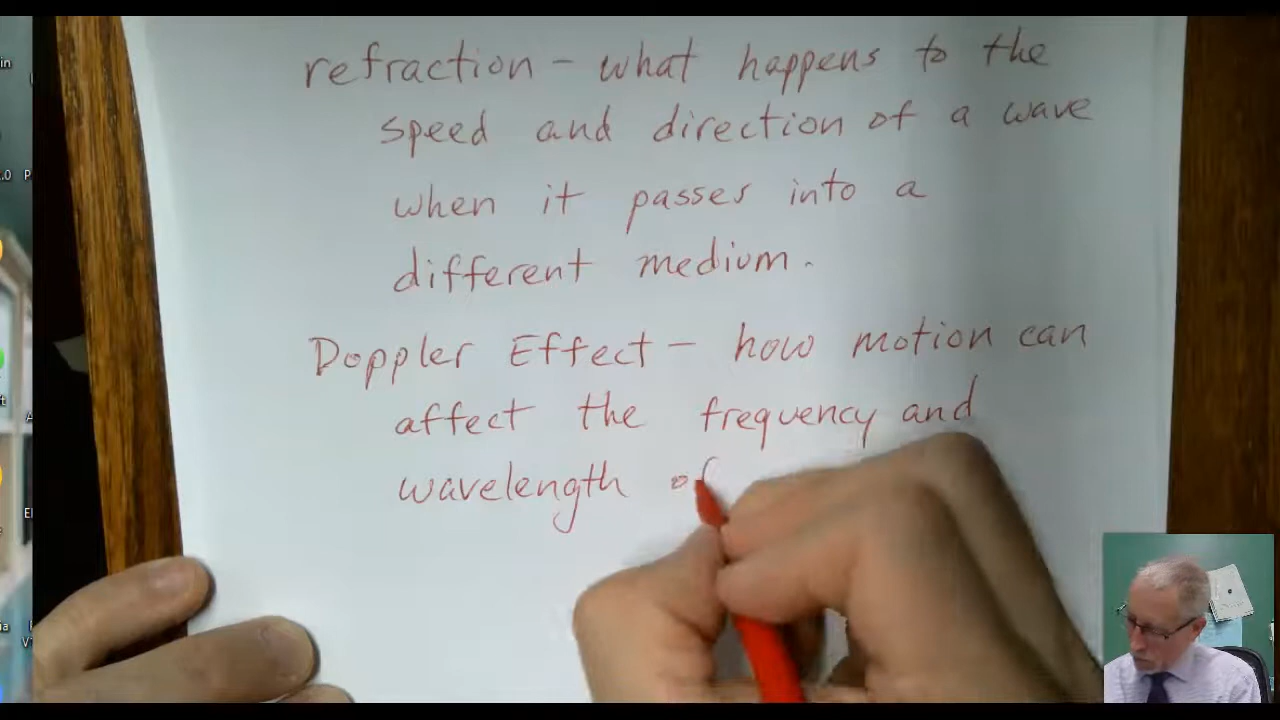 refraction - what happens to the
speed and direction of a wave
when it passes into a
different medium.
Doppler Effect - how motion can
affect the frequency and
wavelength of